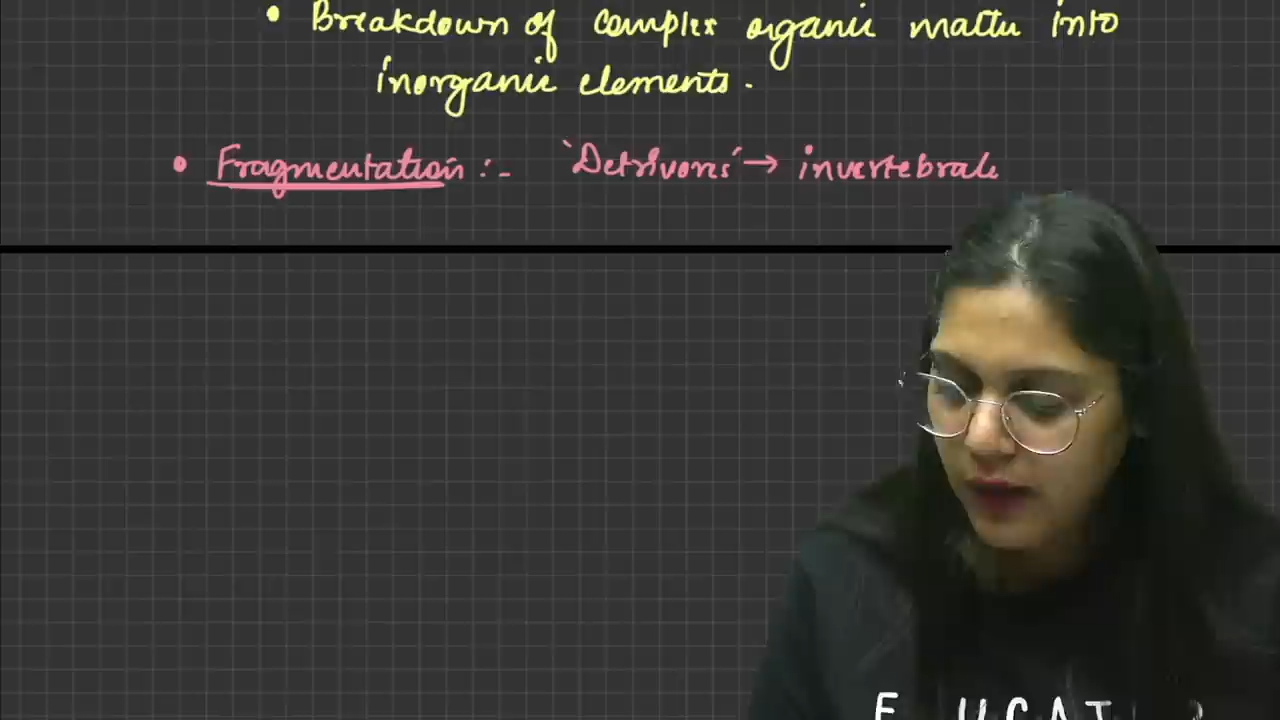 • Breakdown of complex organic matter into
inorganic elements.
• Fragmentation :- 'Detrivores' → invertebrate